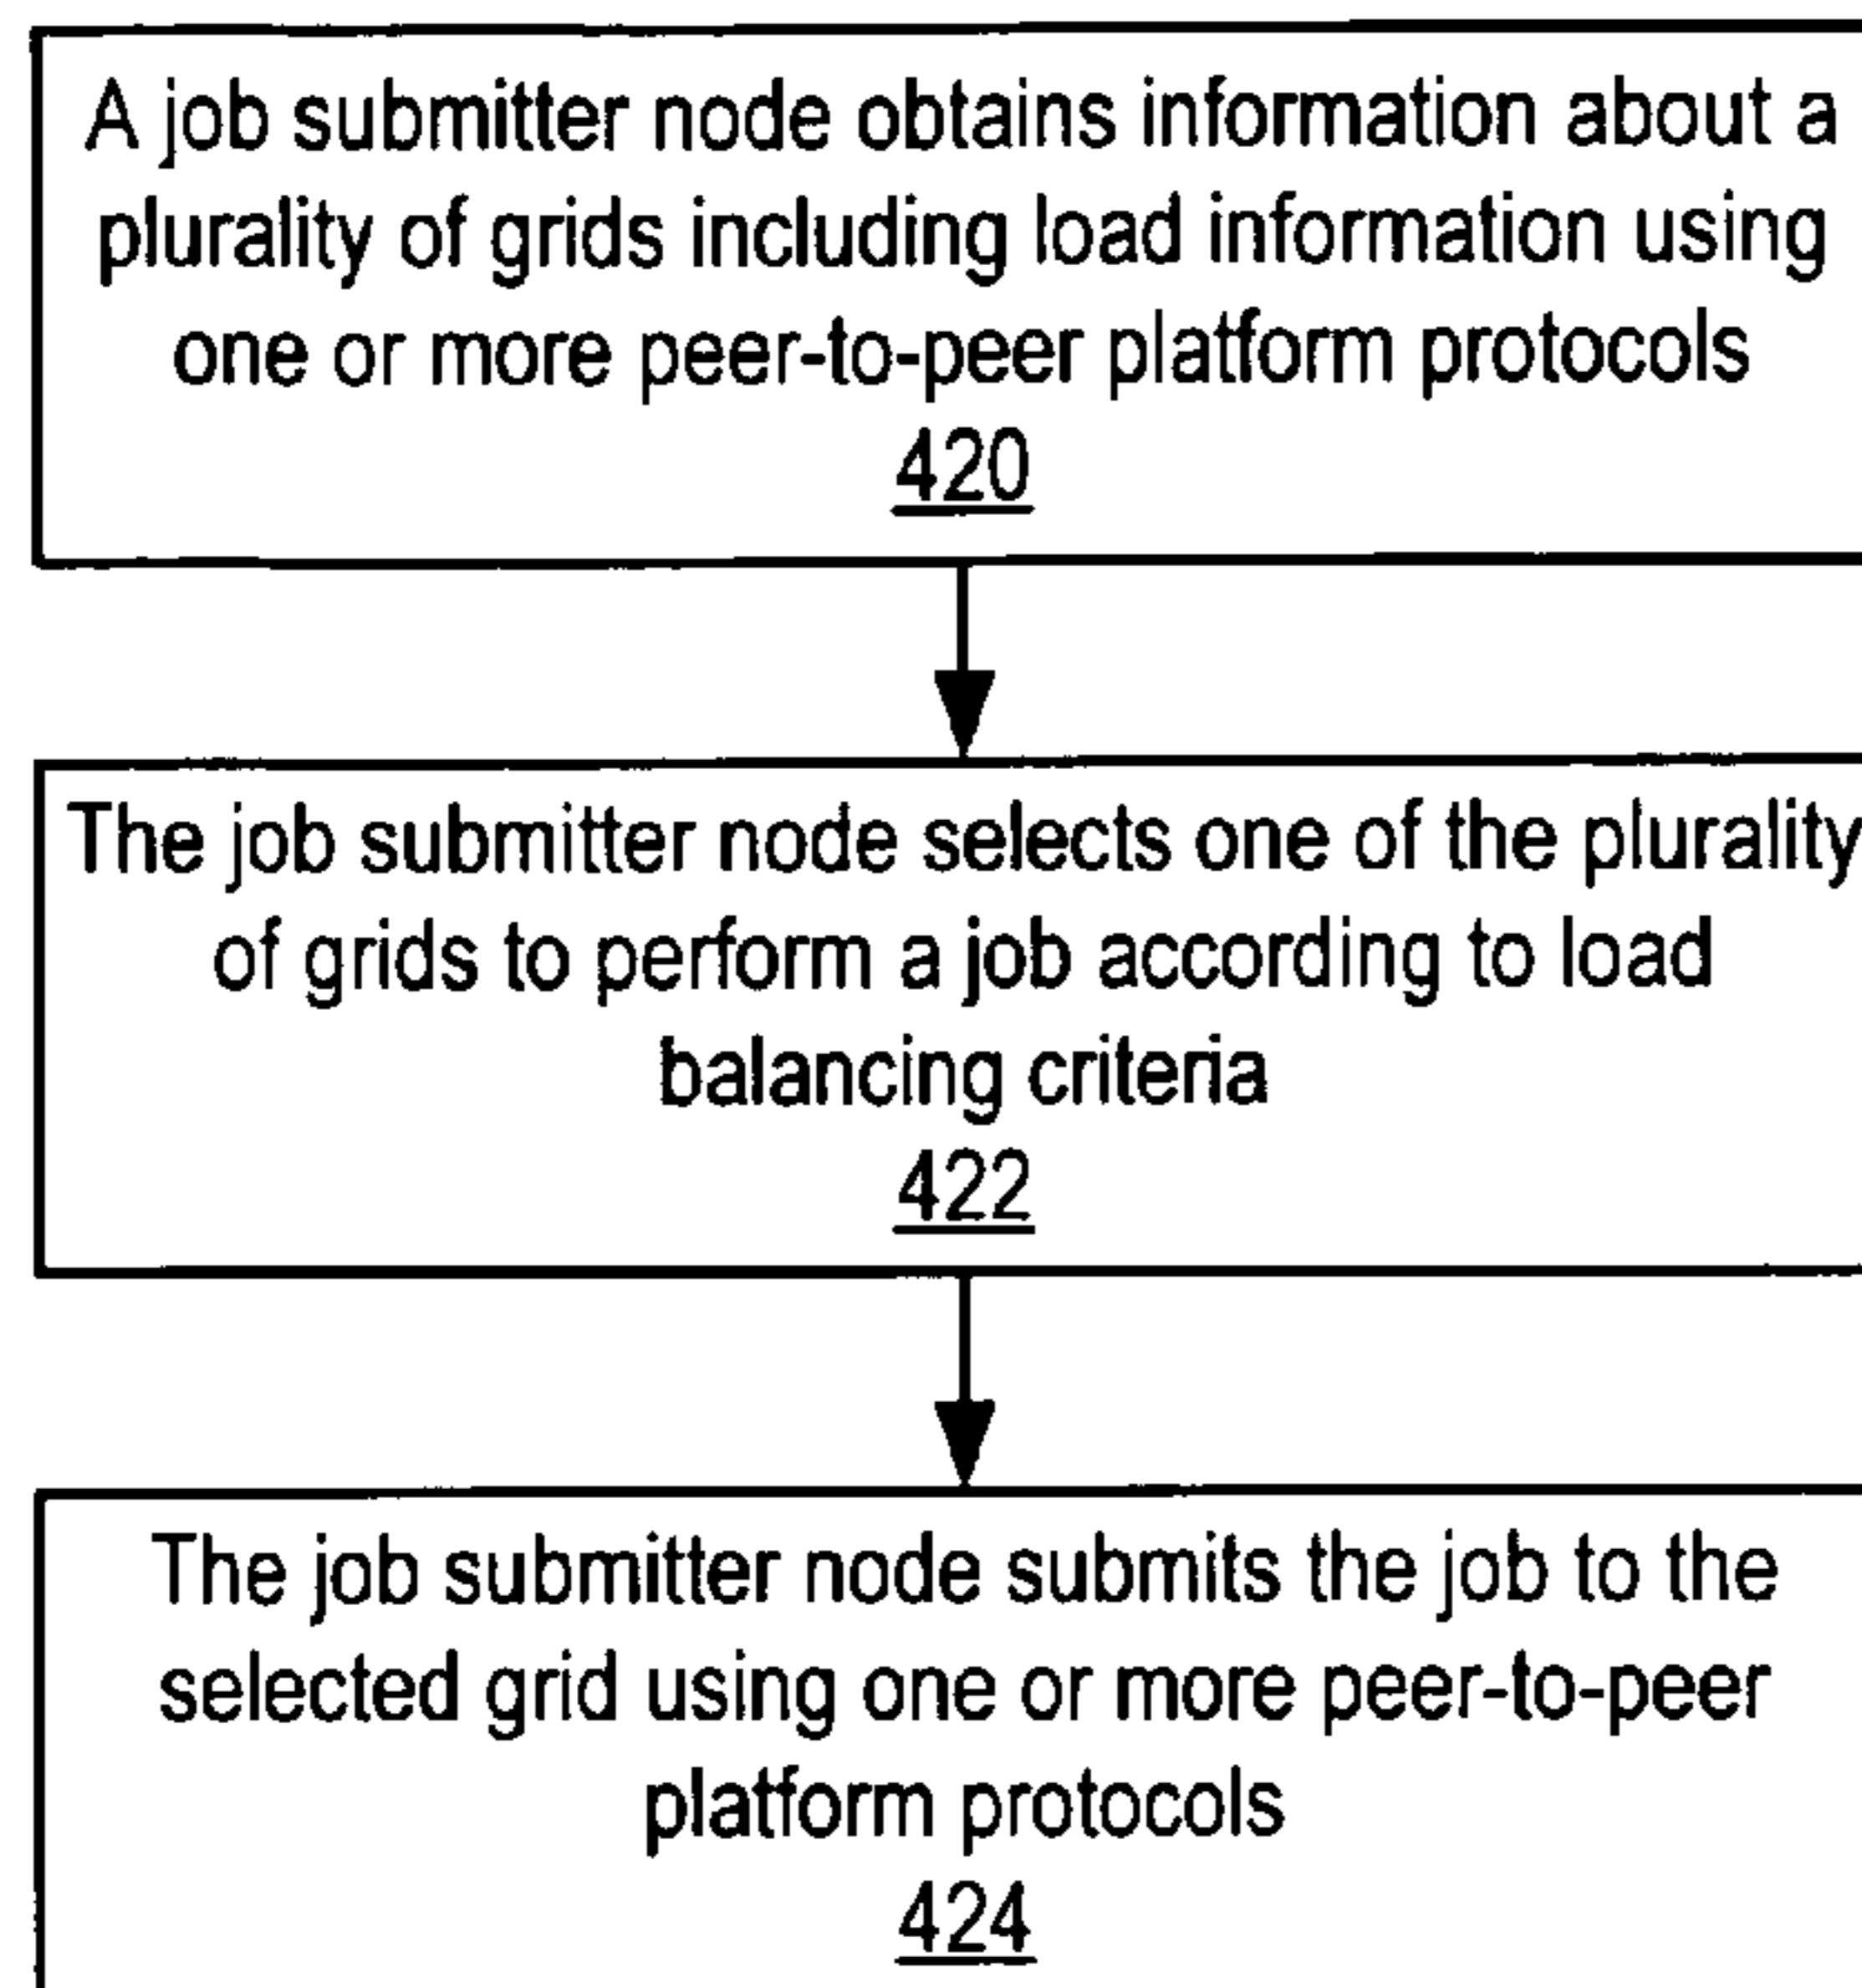 A job submitter node obtains information about a
plurality of grids including load information using
one or more peer-to-peer platform protocols
420
The job submitter node selects one of the plurality
of grids to perform a job according to load
balancing criteria
422
The job submitter node submits the job to the
selected grid using one or more peer-to-peer
platform protocols
424